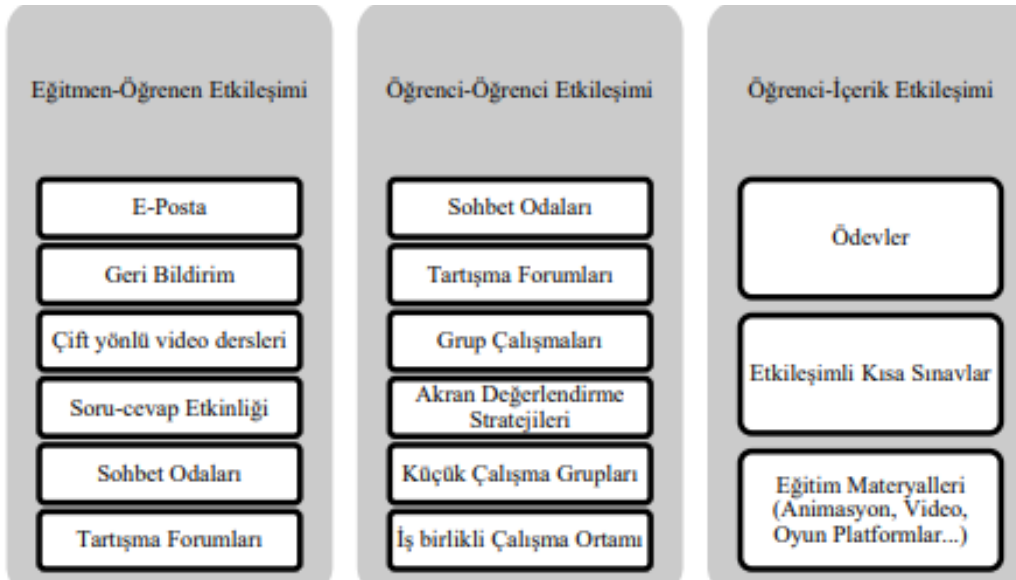 Eğitmen-Öğrenen Etkileşimi
E-Posta
Geri Bildirim
Çift yönlü video dersleri
Soru-cevap Etkinliği
Sohbet Odaları
Tartışma Forumları
Öğrenci-Öğrenci Etkileşimi
Sohbet Odaları
Tartışma Forumları
Grup Çalışmaları
Akran Değerlendirme
Stratejileri
Küçük Çalışma Grupları
İş birlikli Çalışma Ortamı
Öğrenci-İçerik Etkileşimi
Ödevler
Etkileşimli Kısa Sınavlar
Eğitim Materyalleri
(Animasyon, Video,
Oyun Platformlar...)